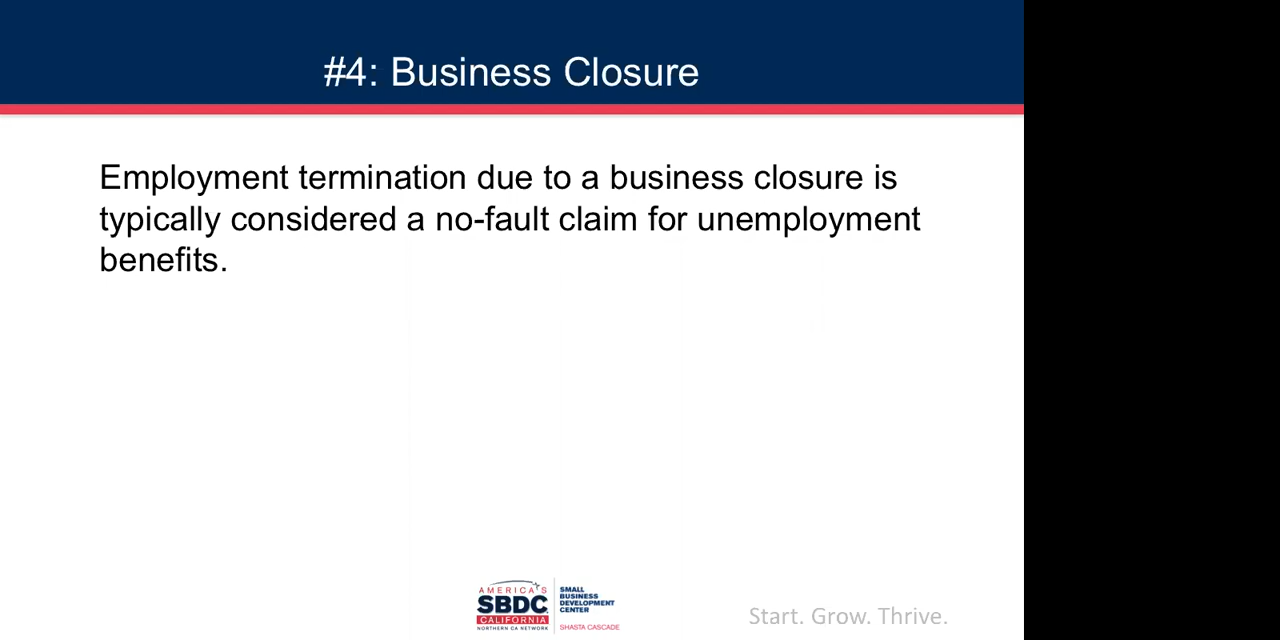 #4: Business Closure
Employment termination due to a business closure is
typically considered a no-fault claim for unemployment
benefits.
AMERICA'S
SBDC
CALIFORNIA
NORTHERN CA NETWORK
SMALL
BUSINESS
DEVELOPMENT
CENTER
SHASTA CASCADE
Start. Grow. Thrive.